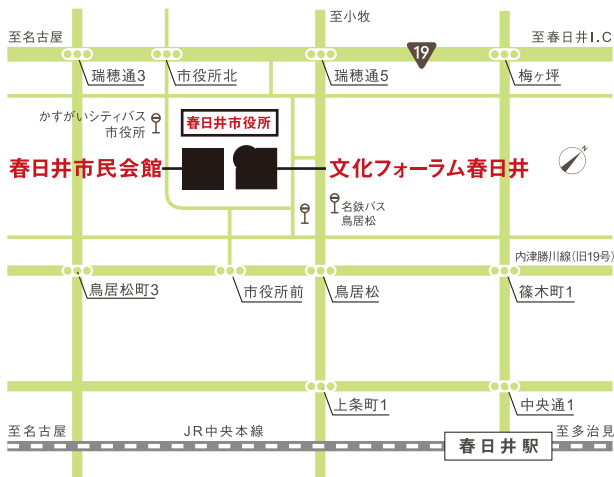 至小牧
至名古屋
19
至春日井I.C
瑞穂通3
市役所北
瑞穂通5
梅ヶ坪
かすがいシティバス
市役所
春日井市役所
N
春日井市民会館
文化フォーラム春日井
名鉄バス
鳥居松
内津勝川線(旧19号)
鳥居松町3
市役所前
鳥居松
篠木町1
上条町1
中央通1
至名古屋
JR中央本線
春日井駅
至多治見